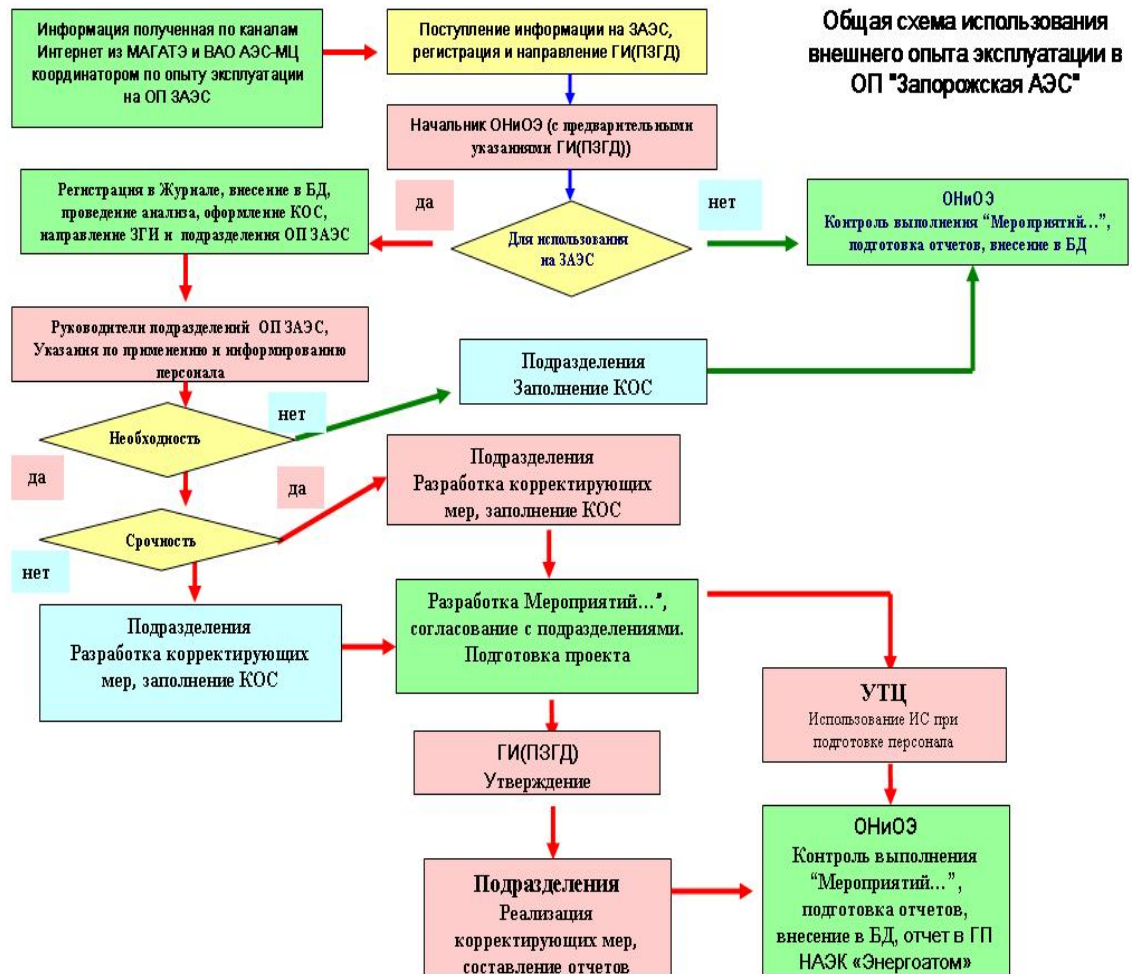 Общая схема использования
внешнего опыта эксплуатации в
ОП "Запорожская АЭС"
Информация полученная по каналам
Интернет из МАГАТЭ и ВАО АЭС-МЦ
координатором по опыту эксплуатации
на ОП ЗАЭС
Поступление информации на ЗАЭС,
регистрация и направление ГИ(ПЗГД)
Начальник ОНиОЭ (с предварительными
указаниями ГИ(ПЗГД))
Регистрация в Журнале, внесение в БД,
проведение анализа, оформление КОС,
направление ЗГИ и подразделения ОП ЗАЭС
да
нет
Для использования
на ЗАЭС
ОНиОЭ
Контроль выполнения “Мероприятий...”,
подготовка отчетов, внесение в БД
Руководители подразделений ОП ЗАЭС,
Указания по применению и информированию
персонала
Подразделения
Заполнение КОС
нет
Необходимость
да
да
Подразделения
Разработка корректирующих
мер, заполнение КОС
Срочность
нет
Подразделения
Разработка корректирующих
мер, заполнение КОС
Разработка Мероприятий...”,
согласование с подразделениями.
Подготовка проекта
УТЦ
Использование ИС при
подготовке персонала
ГИ(ПЗГД)
Утверждение
Подразделения
Реализация
корректирующих мер,
составление отчетов
ОНиОЭ
Контроль выполнения
“Мероприятий...”,
подготовка отчетов,
внесение в БД, отчет в ГП
НАЭК «Энергоатом»